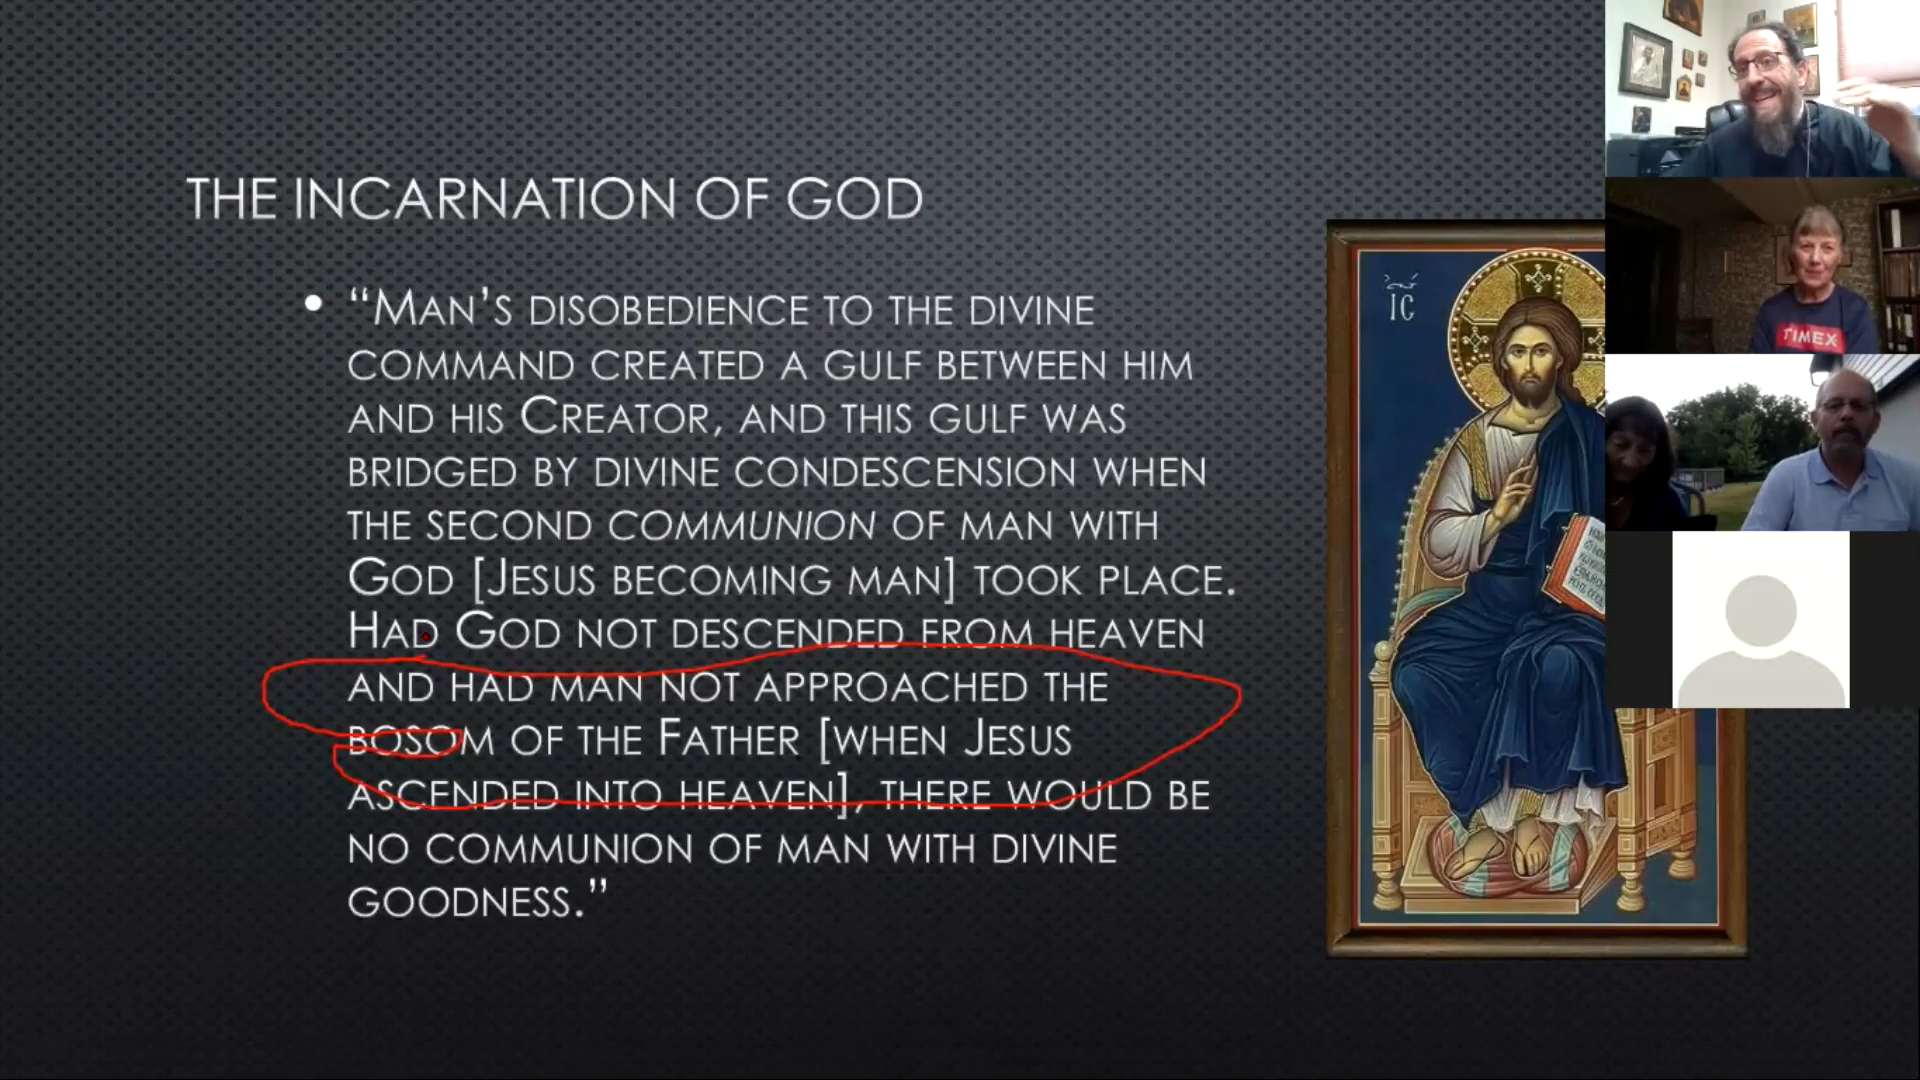 THE INCARNATION OF GOD
• “MAN’S DISOBEDIENCE TO THE DIVINE
COMMAND CREATED A GULF BETWEEN HIM
AND HIS CREATOR, AND THIS GULF WAS
BRIDGED BY DIVINE CONDESCENSION WHEN
THE SECOND COMMUNION OF MAN WITH
GOD [JESUS BECOMING MAN] TOOK PLACE.
HAD GOD NOT DESCENDED FROM HEAVEN
AND HAD MAN NOT APPROACHED THE
BOSOM OF THE FATHER [WHEN JESUS
ASCENDED INTO HEAVEN], THERE WOULD BE
NO COMMUNION OF MAN WITH DIVINE
GOODNESS.”
IC
TIMEX